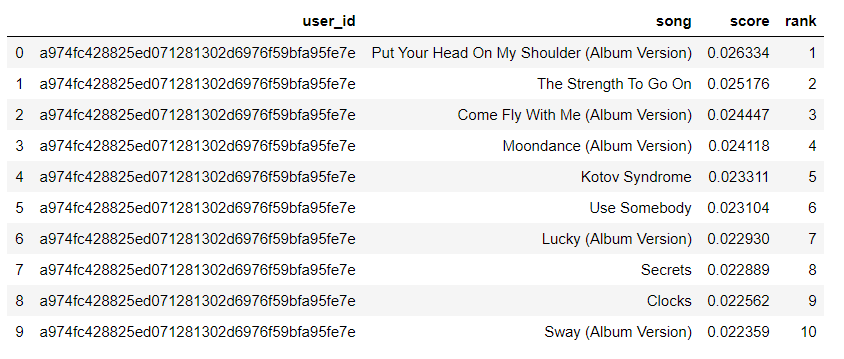 user_id song score rank
0 a974fc428825ed071281302d6976f59bfa95fe7e Put Your Head On My Shoulder (Album Version) 0.026334 1
1 a974fc428825ed071281302d6976f59bfa95fe7e The Strength To Go On 0.025176 2
2 a974fc428825ed071281302d6976f59bfa95fe7e Come Fly With Me (Album Version) 0.024447 3
3 a974fc428825ed071281302d6976f59bfa95fe7e Moondance (Album Version) 0.024118 4
4 a974fc428825ed071281302d6976f59bfa95fe7e Kotov Syndrome 0.023311 5
5 a974fc428825ed071281302d6976f59bfa95fe7e Use Somebody 0.023104 6
6 a974fc428825ed071281302d6976f59bfa95fe7e Lucky (Album Version) 0.022930 7
7 a974fc428825ed071281302d6976f59bfa95fe7e Secrets 0.022889 8
8 a974fc428825ed071281302d6976f59bfa95fe7e Clocks 0.022562 9
9 a974fc428825ed071281302d6976f59bfa95fe7e Sway (Album Version) 0.022359 10